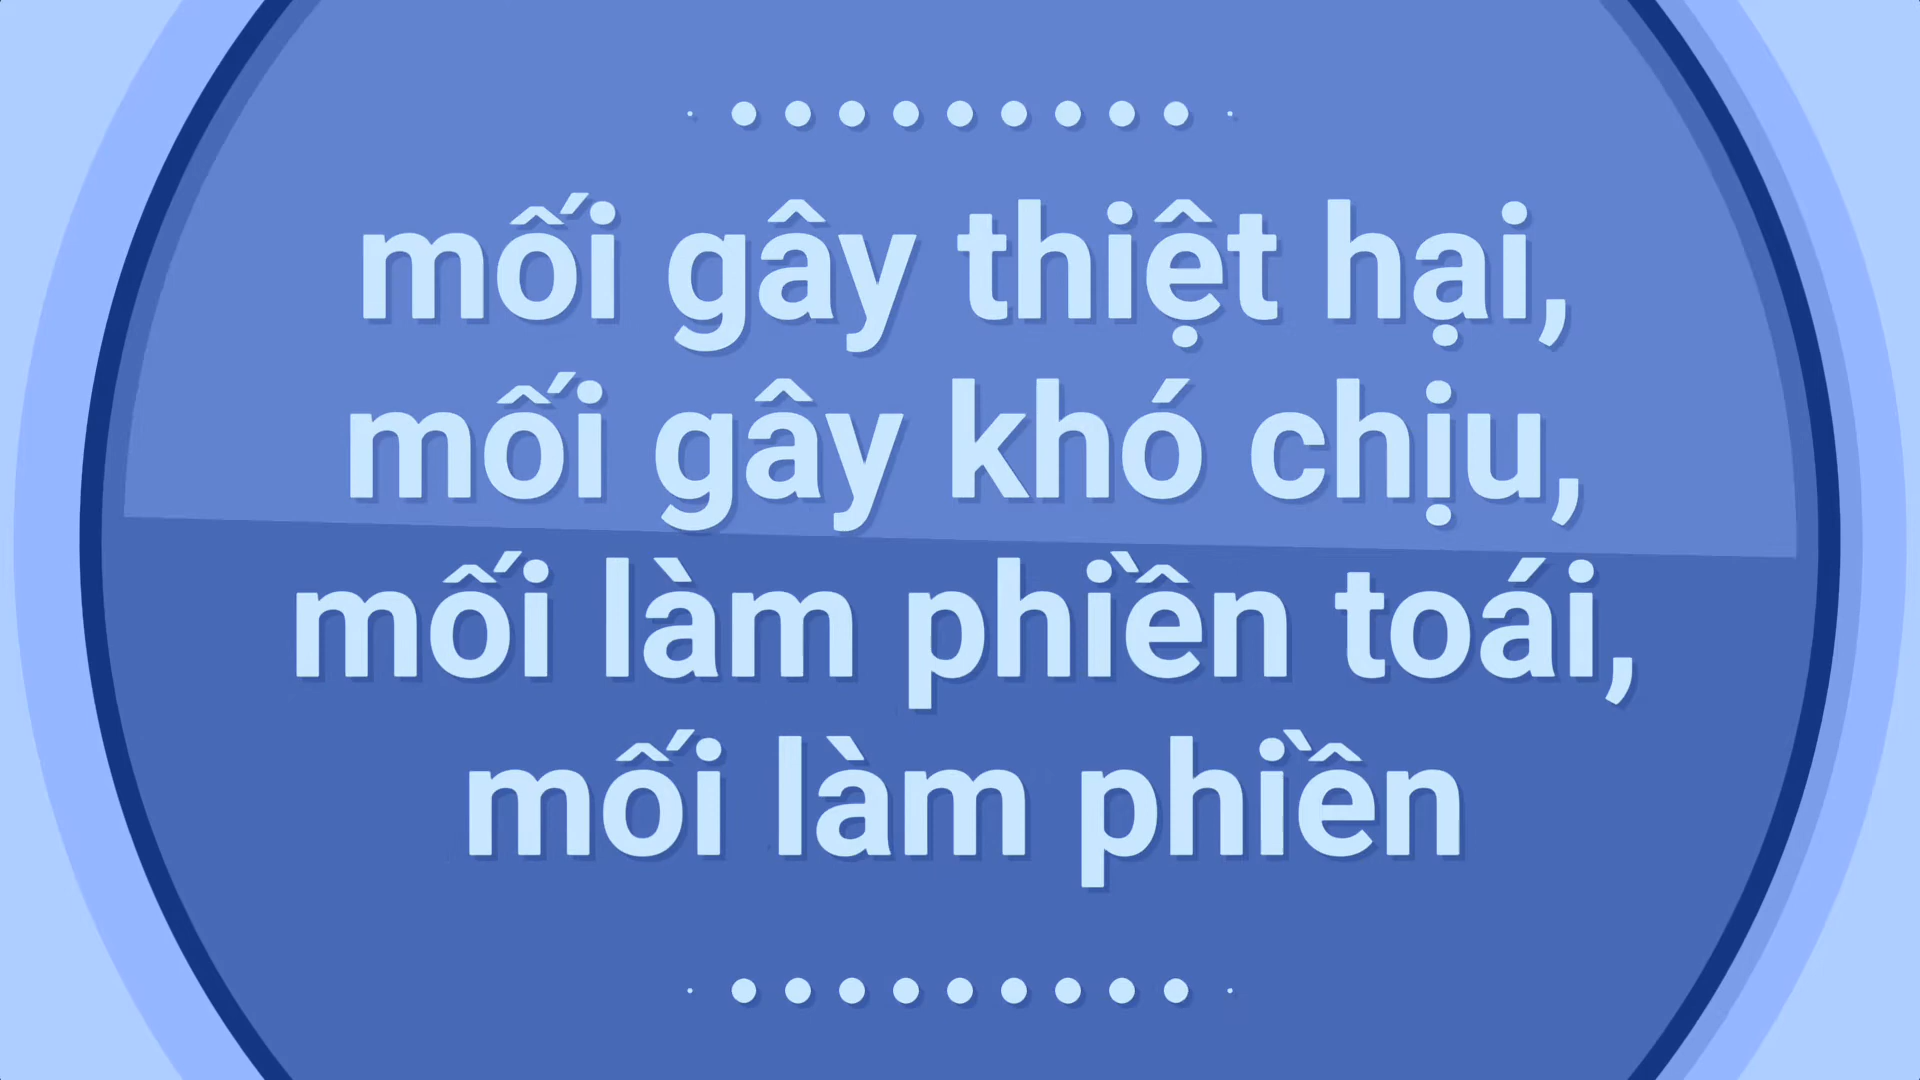 mối gây thiệt hại,
mối gây khó chịu,
mối làm phiền toái,
mối làm phiền